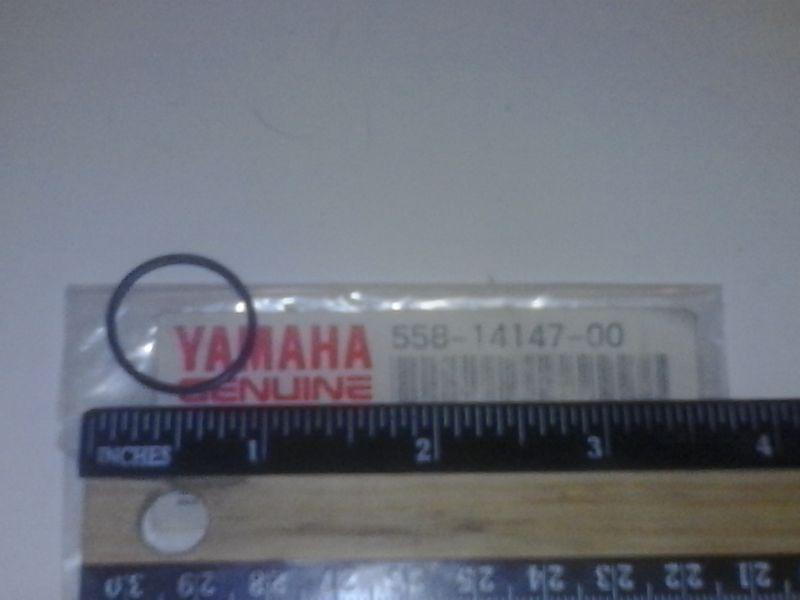 YAMAHA
GENUINE
558-14147-00
INCHES 1 2 3 4
30 29 28 27 26 25 24 23 22 21